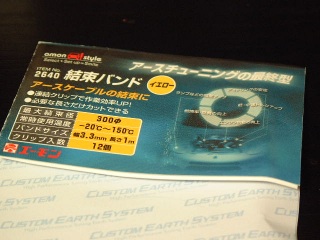 amon e! style
ITEM No.
2640 結束バンド イエロー
アースチューニングの最終型
アースケーブルの結束に
●連結クリップで作業効率UP!
●必要な長さだけカットできる
最大結束径 300Φ
常時使用温度 -20℃~150℃
バンドサイズ 幅3.3mm 長さ1m
クリップ入数 12個
エーモン
CUSTOM EARTH SYSTEM
CUSTOM EARTH SYSTEM